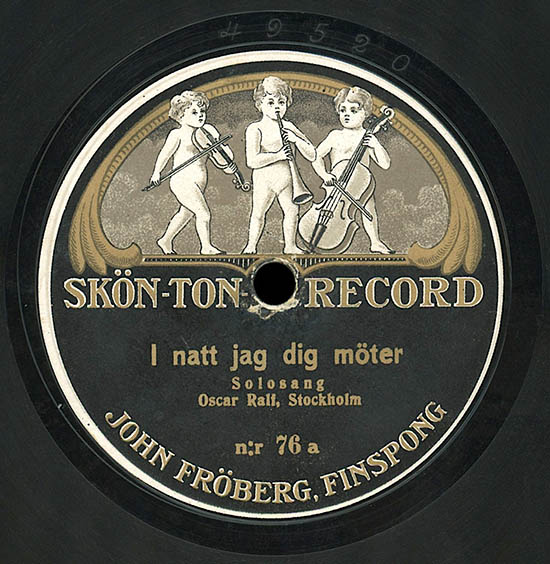 49520
SKÖN-TON- RECORD
I natt jag dig möter
Solosang
Oscar Ralf, Stockholm
n:r 76 a
JOHN FRÖBERG, FINSPONG